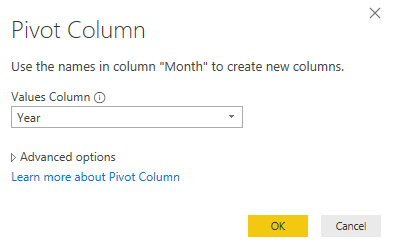 Pivot Column
Use the names in column "Month" to create new columns.
Values Column
Year
Advanced options
Learn more about Pivot Column
OK
Cancel